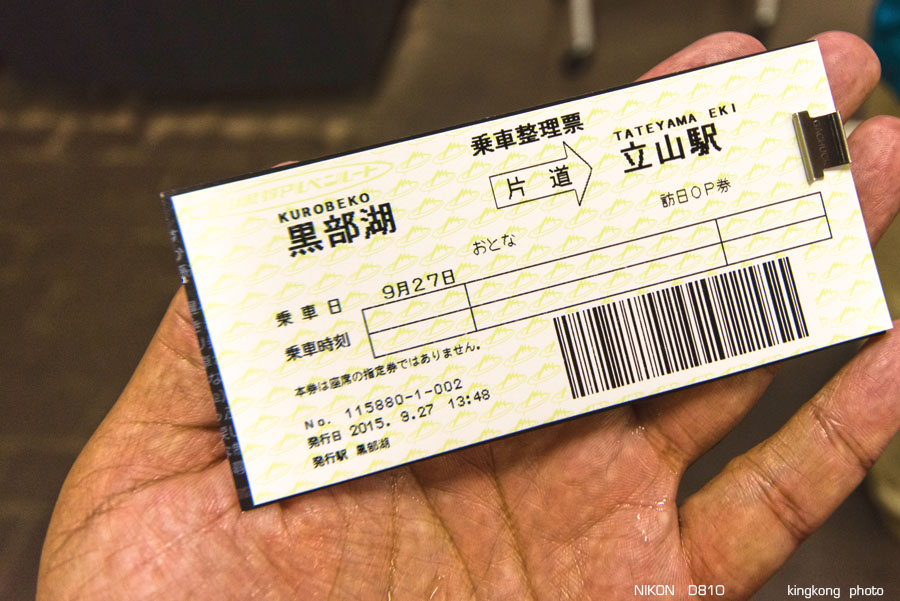 乗車整理票
KUROBEKO
黒部湖
片道
TATEYAMA EKI
立山駅
おとな
訪日OP券
乗車日 9月27日
乗車時刻
本券は座席の指定券ではありません。
No. 115880-1-002
発行日 2015. 9.27 13:48
発行駅 黒部湖
NIKON D810
kingkong photo